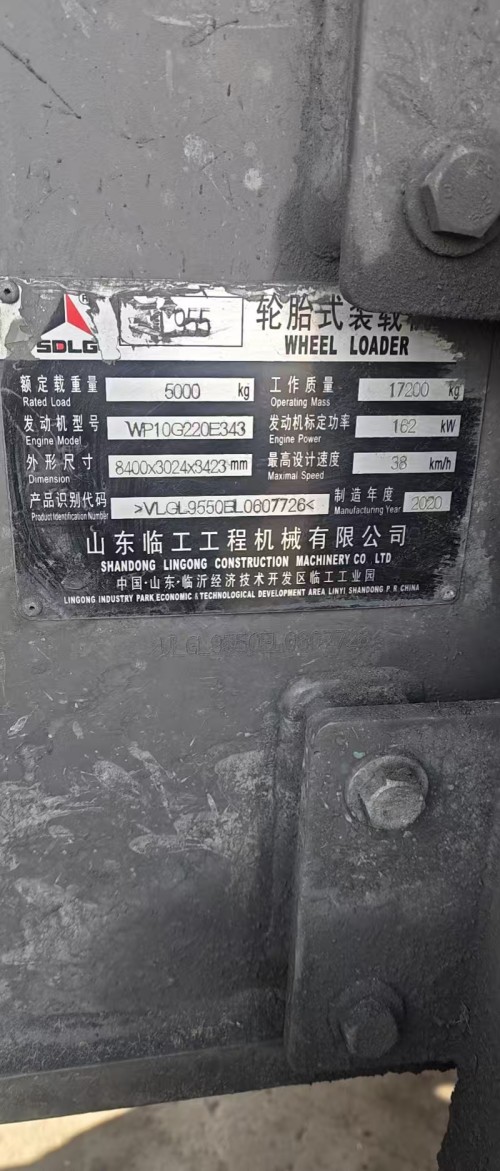 ®
SDLG
955
轮胎式装载机
WHEEL LOADER
额定载重量 5000 kg 工作质量 17200 kg
Rated Load Operating Mass
发动机型号 WP10G220E343 发动机标定功率 162 kW
Engine Model Engine Power
外形尺寸 8400x3024x3423 mm 最高设计速度 38 km/h
Dimension Maximal Speed
产品识别代码 >VLGL9550EL0607726< 制造年度 2020
Product Identification Number Manufacturing Year
山东临工工程机械有限公司
SHANDONG LINGONG CONSTRUCTION MACHINERY CO LTD
中国·山东·临沂经济技术开发区临工工业园
LINGONG INDUSTRY PARK ECONOMIC & TECHNOLOGICAL DEVELOPMENT AREA LINYI SHANDONG P R CHINA